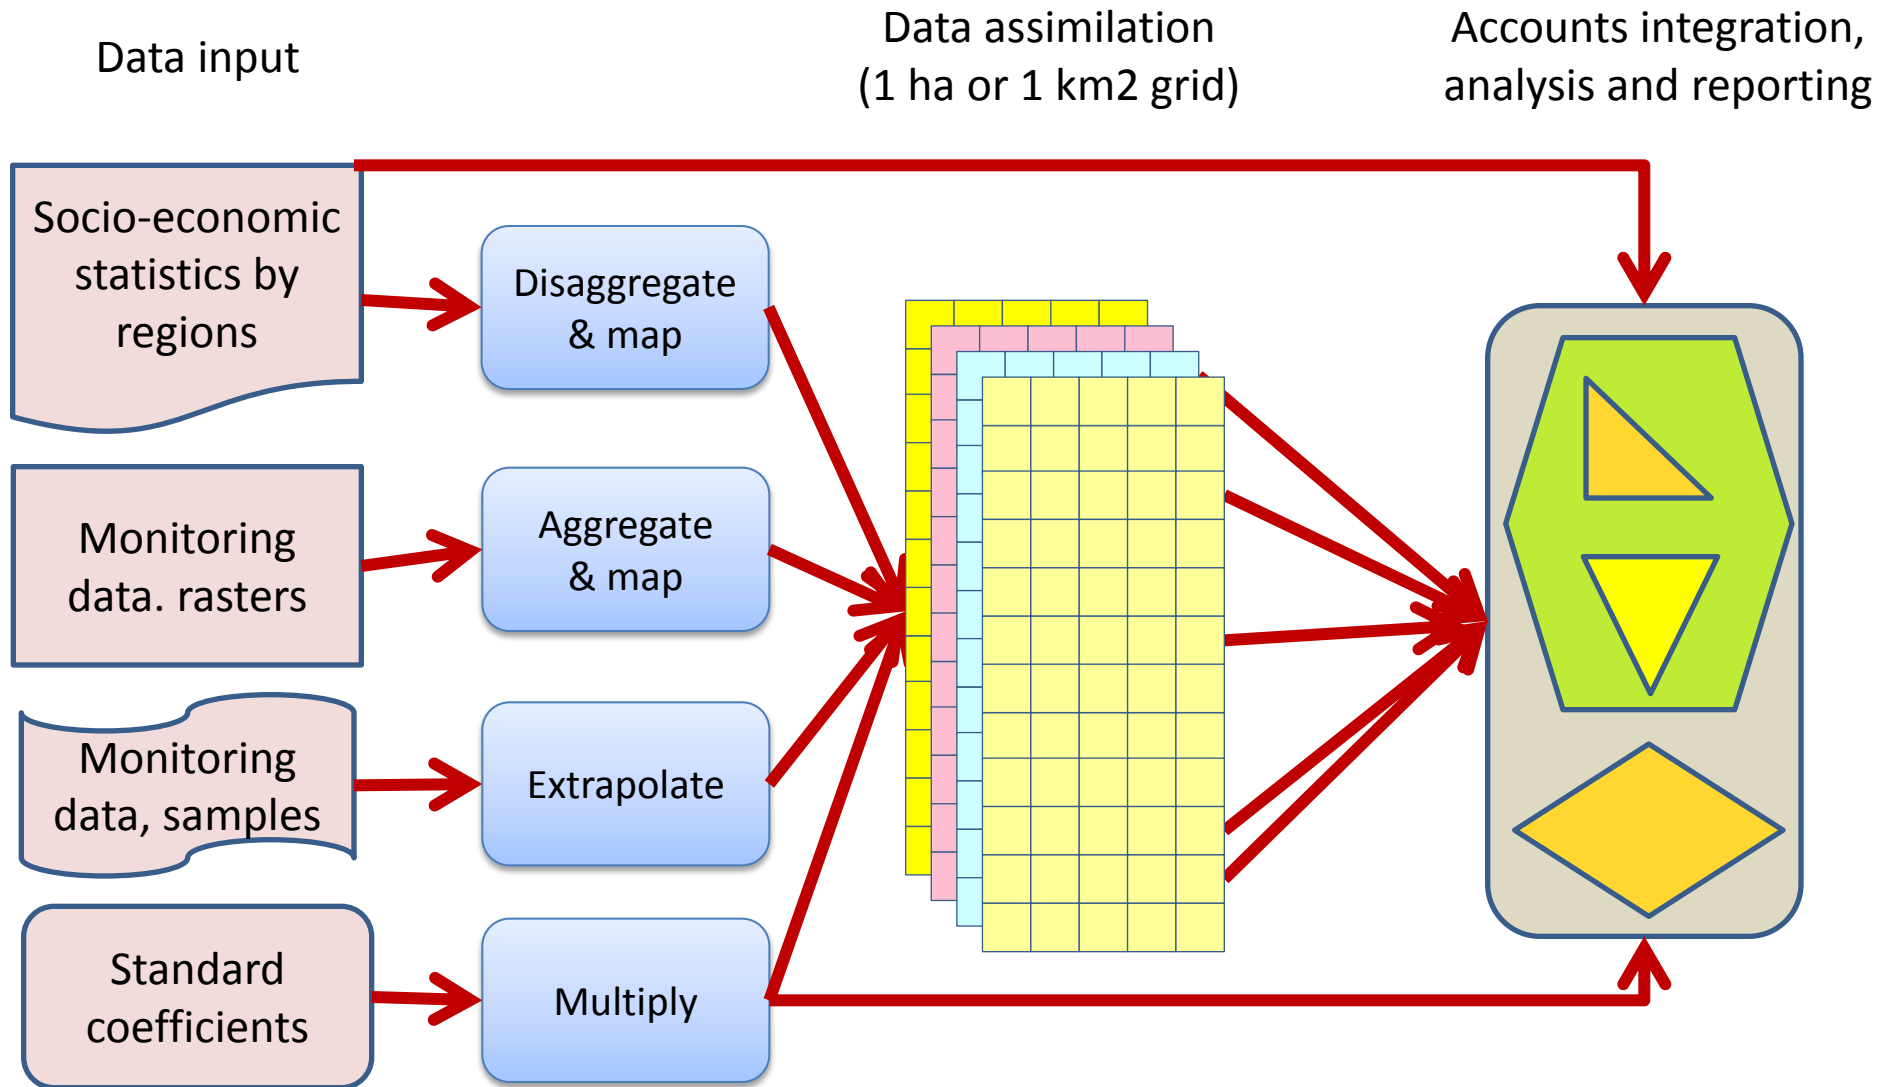 Data input
Data assimilation
(1 ha or 1 km2 grid)
Accounts integration,
analysis and reporting
Socio-economic
statistics by
regions
Disaggregate
& map
Monitoring
data. rasters
Aggregate
& map
Monitoring
data, samples
Extrapolate
Standard
coefficients
Multiply